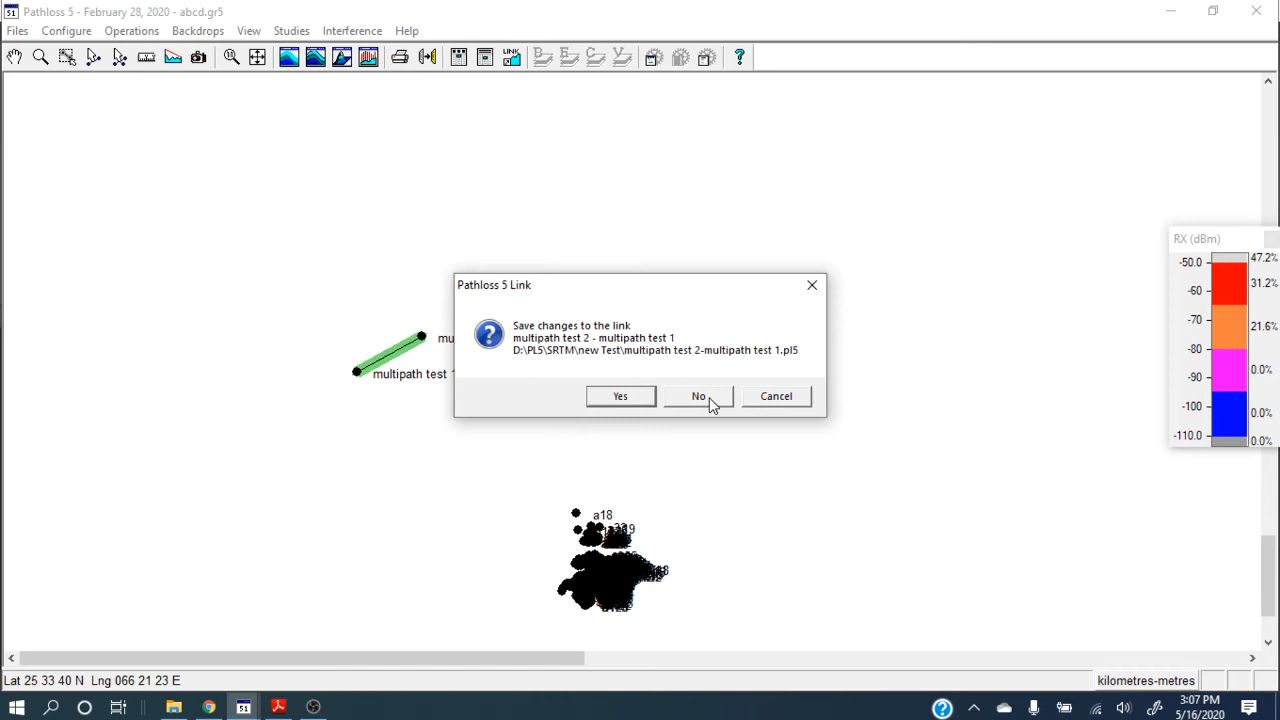 Pathloss 5 - February 28, 2020 - abcd.gr5
Files Configure Operations Backdrops View Studies Interference Help
LINK
RX (dBm)
-50.0 47.2%
-60 31.2%
-70 21.6%
-80 0.0%
-90
-100 0.0%
-110.0 0.0%
Pathloss 5 Link
Save changes to the link
multipath test 2 - multipath test 1
D:\PL5\SRTM\new Test\multipath test 2-multipath test 1.pl5
Yes No Cancel
multipath test
a18
Lat 25 33 40 N Lng 066 21 23 E
kilometres-metres
3:07 PM
5/16/2020